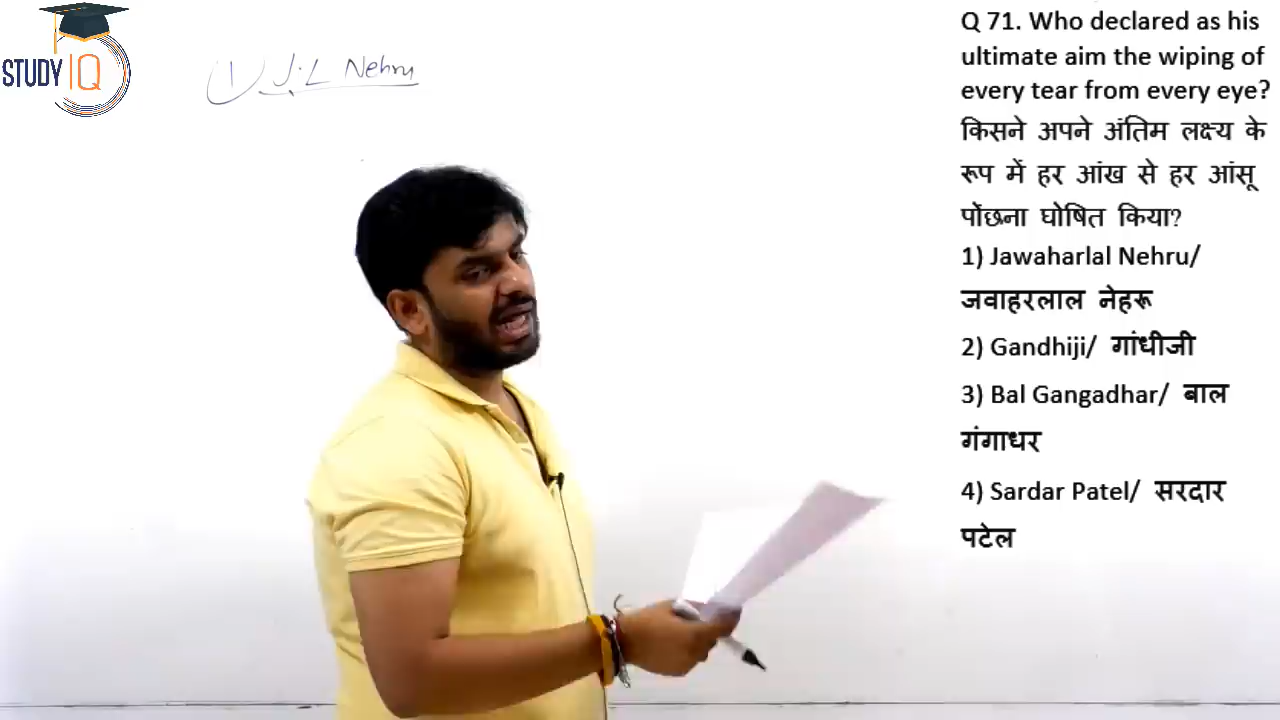 STUDY IQ
1) J.L Nehru
Q 71. Who declared as his
ultimate aim the wiping of
every tear from every eye?
किसने अपने अंतिम लक्ष्य के
रूप में हर आंख से हर आंसू
पोंछना घोषित किया?
1) Jawaharlal Nehru/
जवाहरलाल नेहरू
2) Gandhiji/ गांधीजी
3) Bal Gangadhar/ बाल
गंगाधर
4) Sardar Patel/ सरदार
पटेल